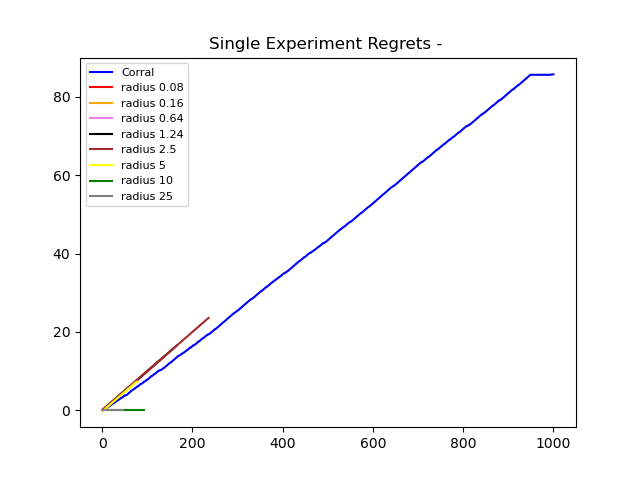 Single Experiment Regrets -
Corral
radius 0.08
radius 0.16
radius 0.64
radius 1.24
radius 2.5
radius 5
radius 10
radius 25
80
60
40
20
0
0 200 400 600 800 1000